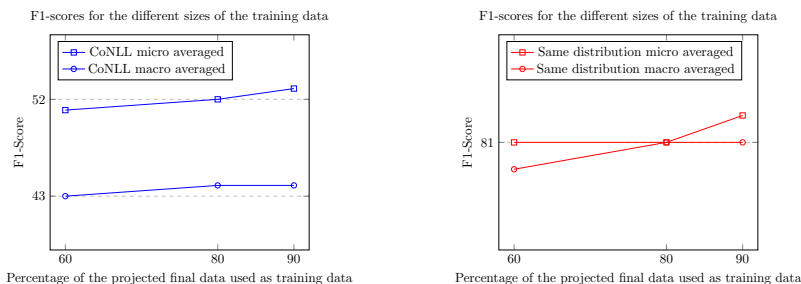 F1-scores for the different sizes of the training data
CoNLL micro averaged
CoNLL macro averaged
52
43
F1-Score
60
80
90
Percentage of the projected final data used as training data
F1-scores for the different sizes of the training data
Same distribution micro averaged
Same distribution macro averaged
81
F1-Score
60
80
90
Percentage of the projected final data used as training data